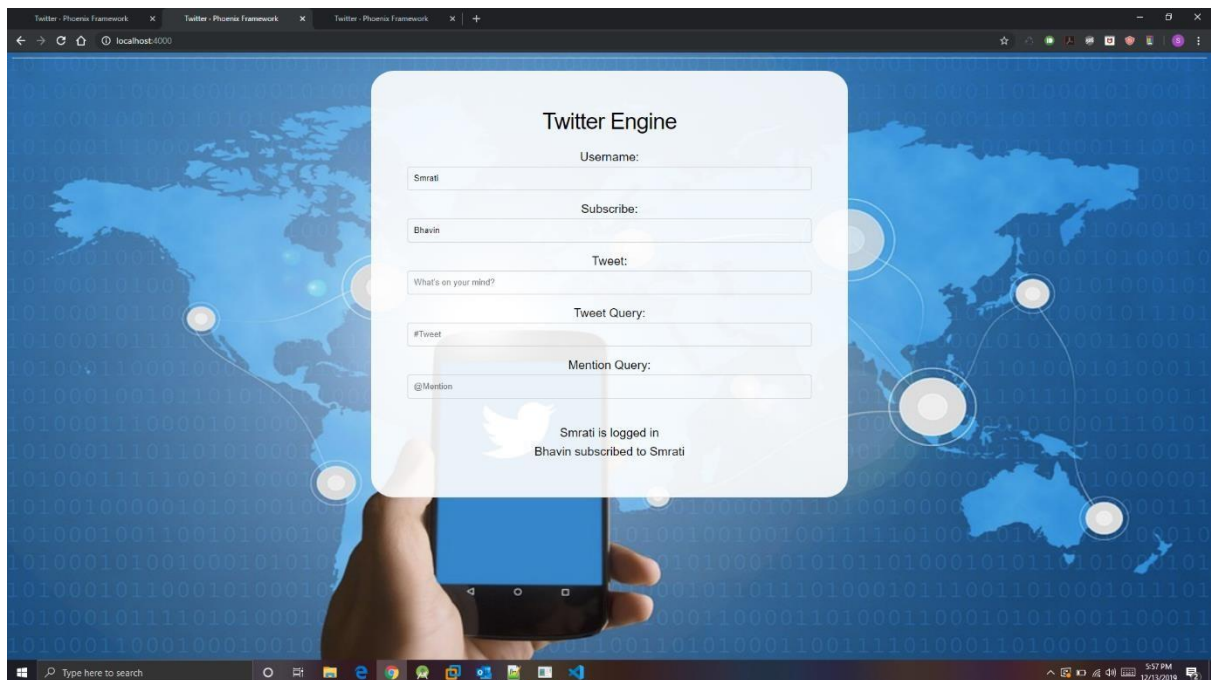 Twitter - Phoenix Framework
Twitter - Phoenix Framework
Twitter - Phoenix Framework
localhost:4000
Twitter Engine
Username:
Smrati
Subscribe:
Bhavin
Tweet:
What's on your mind?
Tweet Query:
#Tweet
Mention Query:
@Mention
Smrati is logged in
Bhavin subscribed to Smrati
Type here to search
5:57 PM
12/13/2019